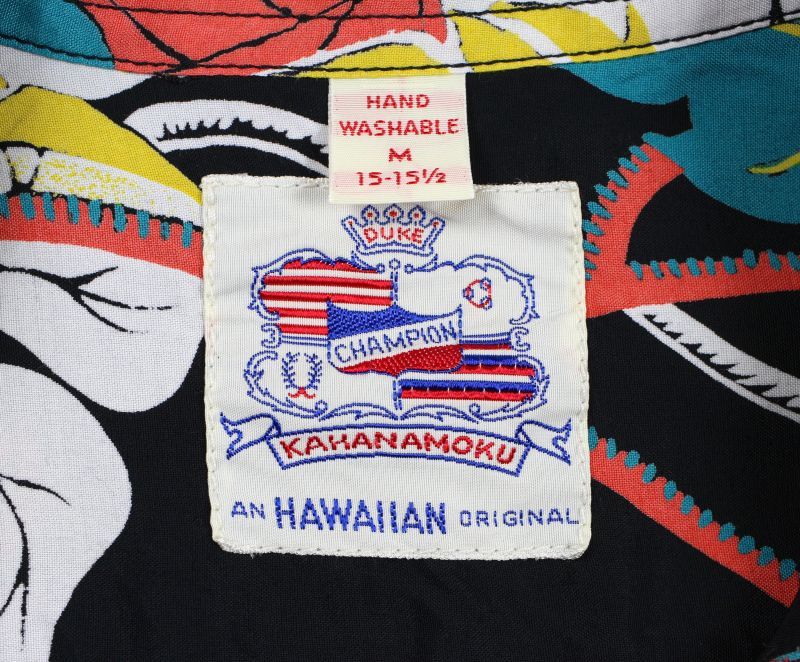 HAND
WASHABLE
M
15-15½
DUKE
CHAMPION
KAHANAMOKU
AN HAWAIIAN ORIGINAL